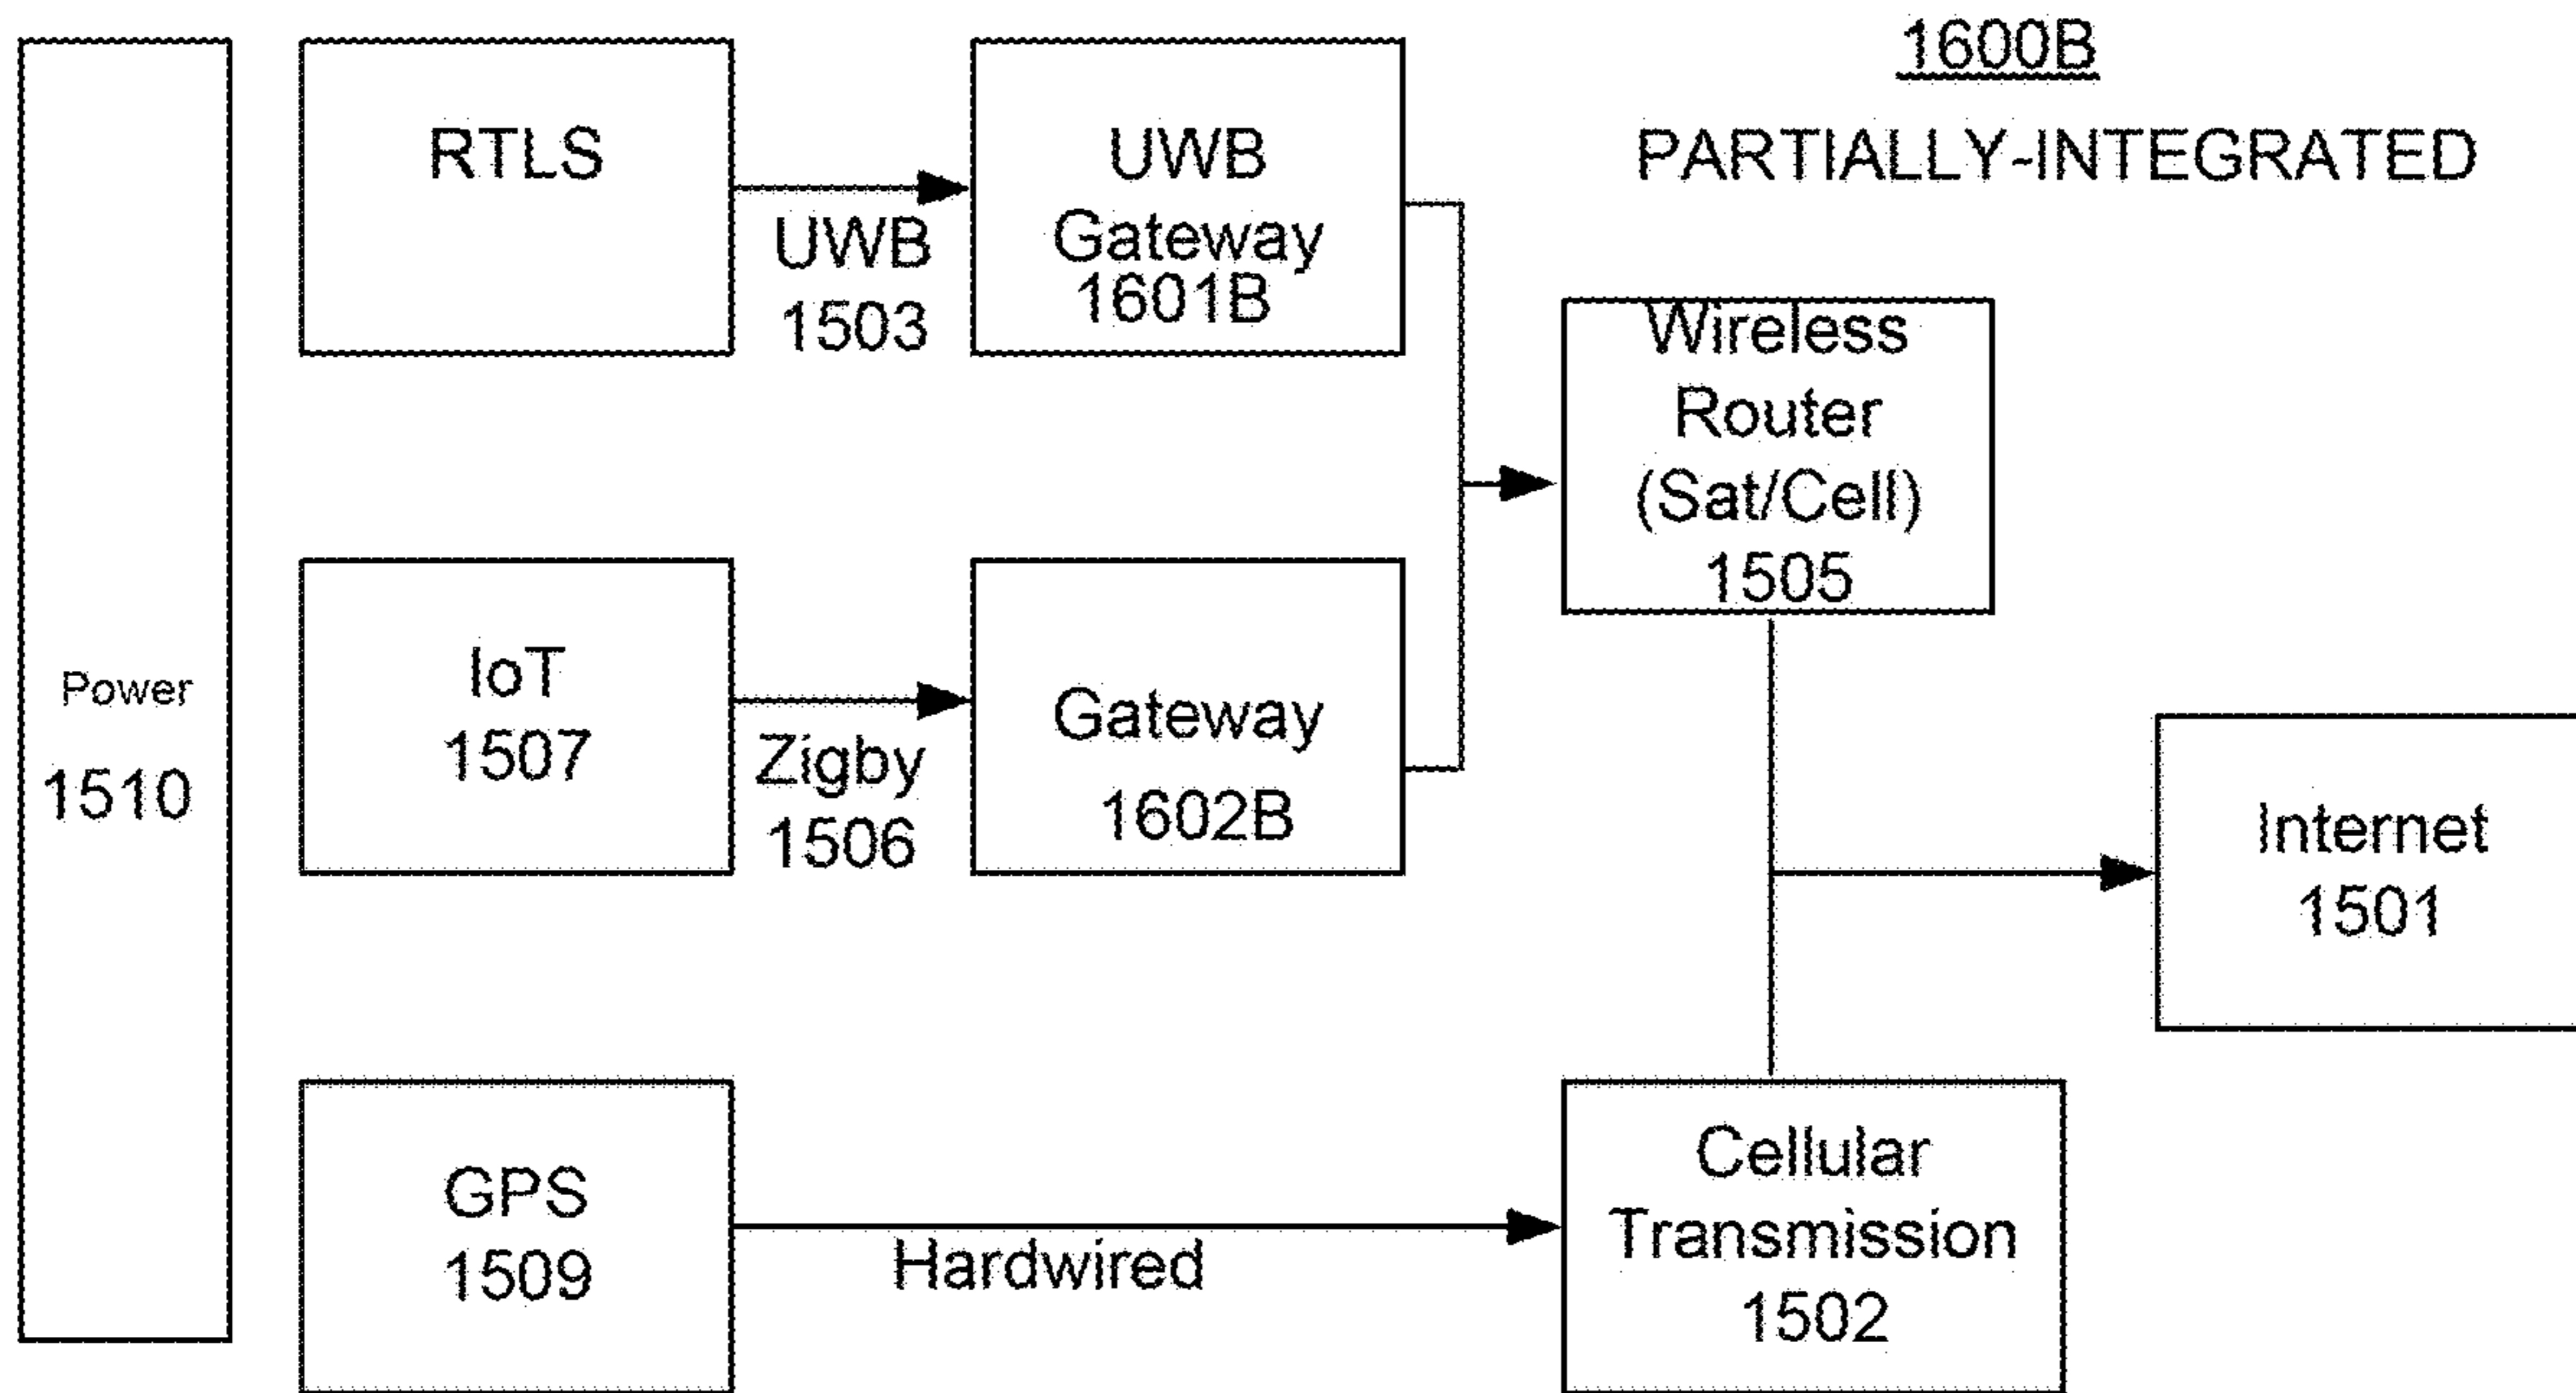 1600B
PARTIALLY-INTEGRATED
RTLS
UWB
1503
UWB
Gateway
1601B
Wireless
Router
(Sat/Cell)
1505
Power
1510
IoT
1507
Zigby
1506
Gateway
1602B
Internet
1501
GPS
1509
Hardwired
Cellular
Transmission
1502